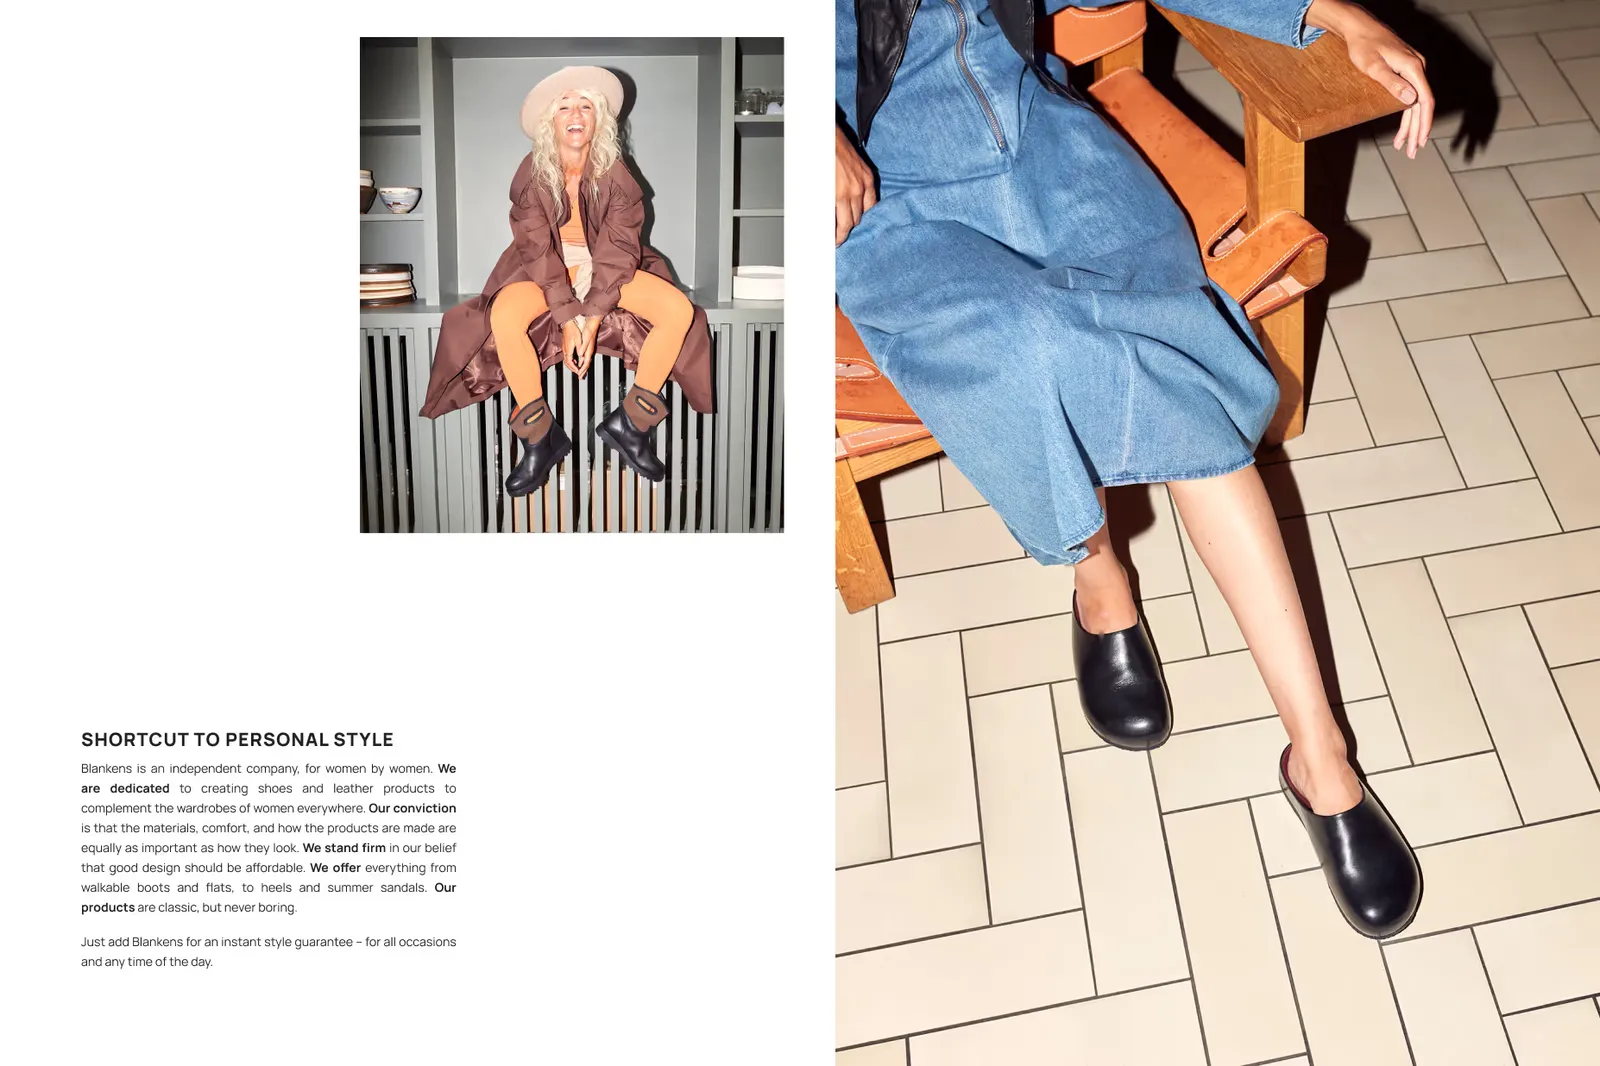 SHORTCUT TO PERSONAL STYLE
Blankens is an independent company, for women by women. We
are dedicated to creating shoes and leather products to
complement the wardrobes of women everywhere. Our conviction
is that the materials, comfort, and how the products are made are
equally as important as how they look. We stand firm in our belief
that good design should be affordable. We offer everything from
walkable boots and flats, to heels and summer sandals. Our
products are classic, but never boring.
Just add Blankens for an instant style guarantee – for all occasions
and any time of the day.